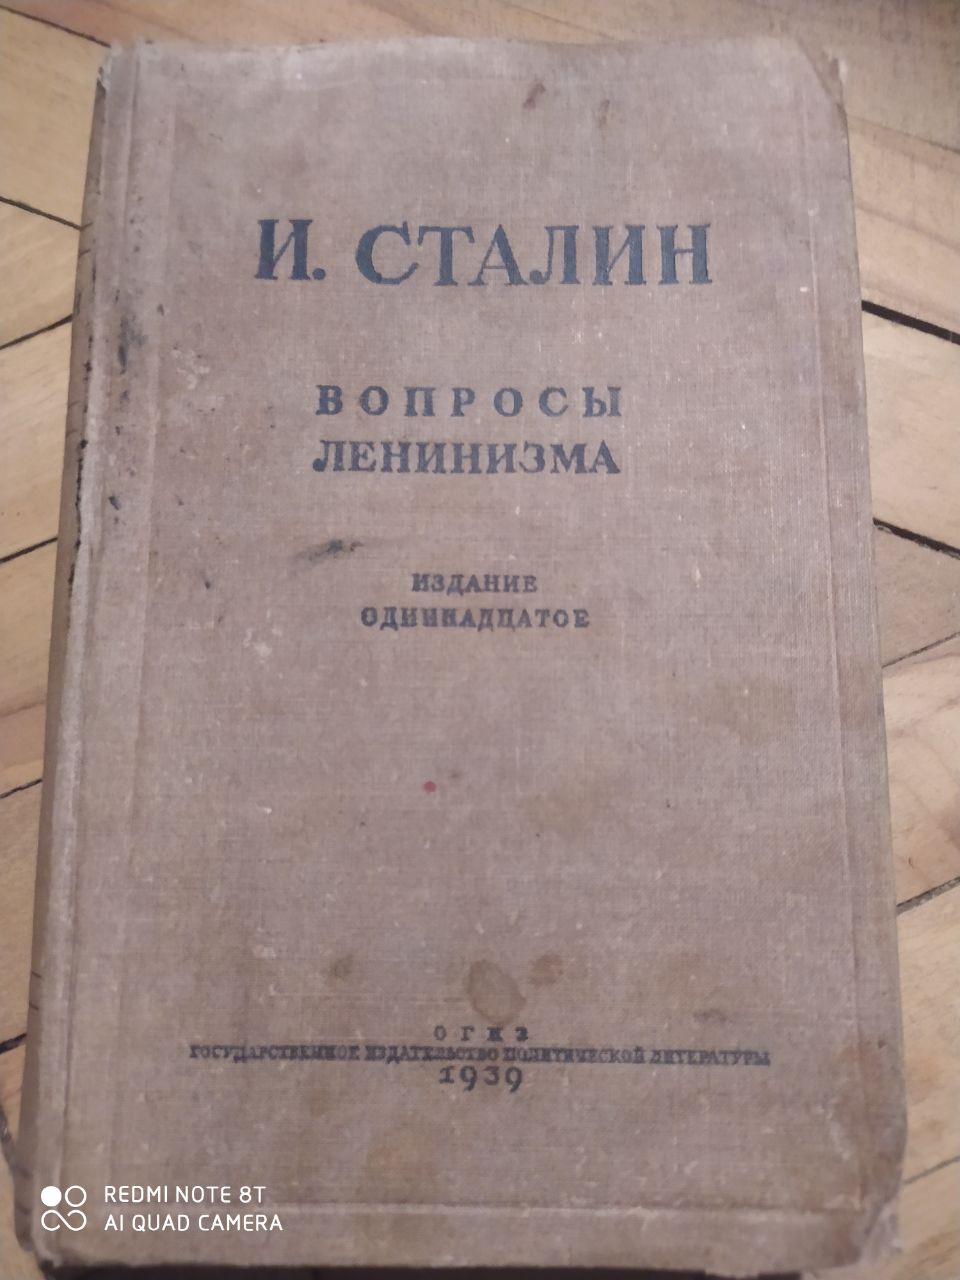 И. СТАЛИН
ВОПРОСЫ
ЛЕНИНИЗМА
ИЗДАНИЕ
ОДИННАДЦАТОЕ
ОГИЗ
ГОСУДАРСТВЕННОЕ ИЗДАТЕЛЬСТВО ПОЛИТИЧЕСКОЙ ЛИТЕРАТУРЫ
1939
REDMI NOTE 8T
AI QUAD CAMERA